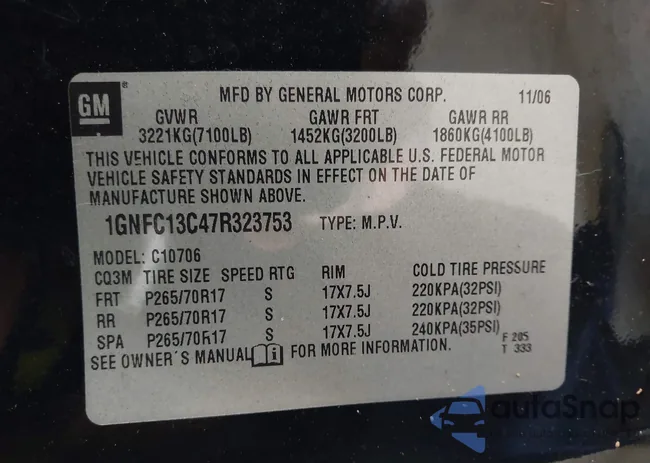 GM
®
MFD BY GENERAL MOTORS CORP. 11/06
GVWR GAWR FRT GAWR RR
3221KG(7100LB) 1452KG(3200LB) 1860KG(4100LB)
THIS VEHICLE CONFORMS TO ALL APPLICABLE U.S. FEDERAL MOTOR
VEHICLE SAFETY STANDARDS IN EFFECT ON THE DATE OF
MANUFACTURE SHOWN ABOVE.
1GNFC13C47R323753 TYPE: M.P.V.
MODEL: C10706
CQ3M TIRE SIZE SPEED RTG RIM COLD TIRE PRESSURE
FRT P265/70R17 S 17X7.5J 220KPA(32PSI)
RR P265/70R17 S 17X7.5J 220KPA(32PSI)
SPA P265/70R17 S 17X7.5J 240KPA(35PSI)
F 205
T 333
SEE OWNER'S MANUAL i FOR MORE INFORMATION.
autoSnap